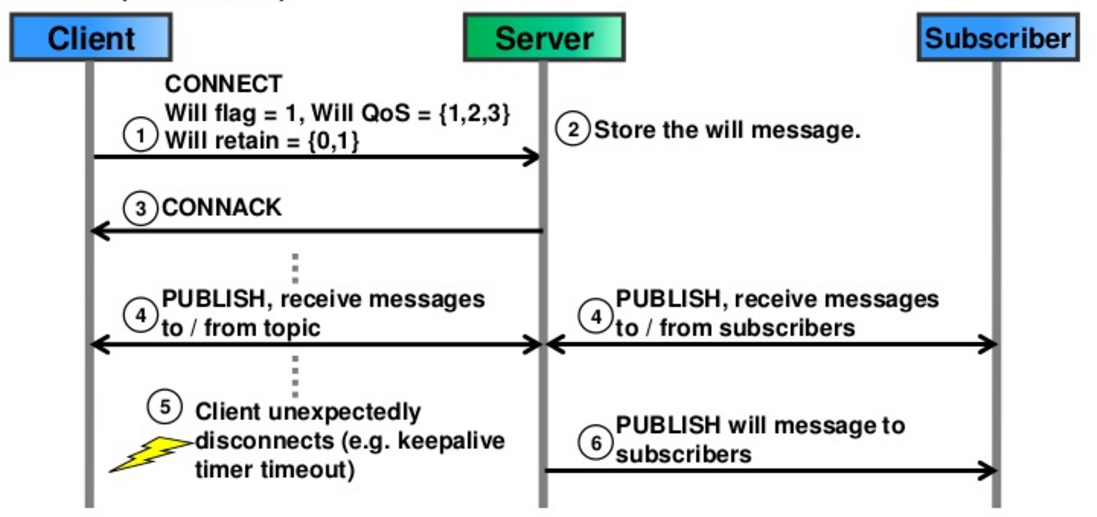 Client
Server
Subscriber
CONNECT
Will flag = 1, Will QoS = {1,2,3}
1
Will retain = {0,1}
2 Store the will message.
3 CONNACK
4
PUBLISH, receive messages
to / from topic
4
PUBLISH, receive messages
to / from subscribers
5
Client unexpectedly
disconnects (e.g. keepalive
timer timeout)
6
PUBLISH will message to
subscribers